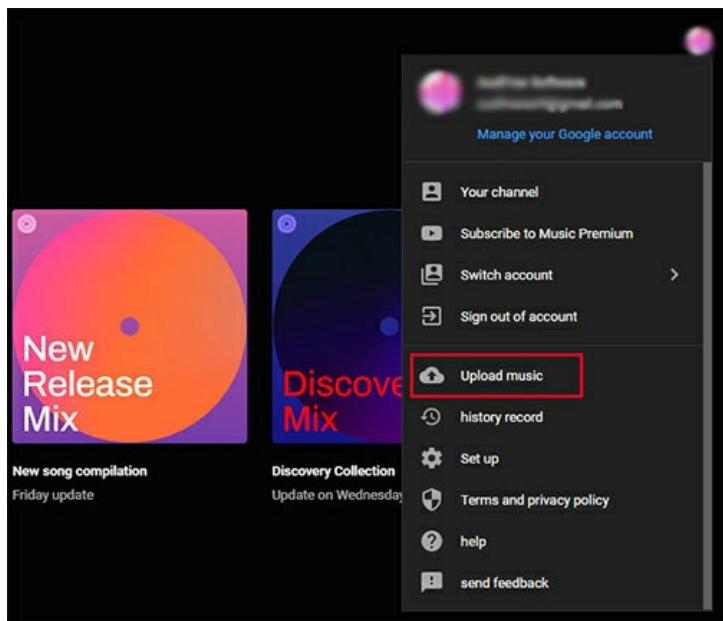 Manage your Google account
Your channel
Subscribe to Music Premium
Switch account
Sign out of account
Upload music
history record
Set up
Terms and privacy policy
help
send feedback
New
Release
Mix
New song compilation
Friday update
Discove
Mix
Discovery Collection
Update on Wednesday